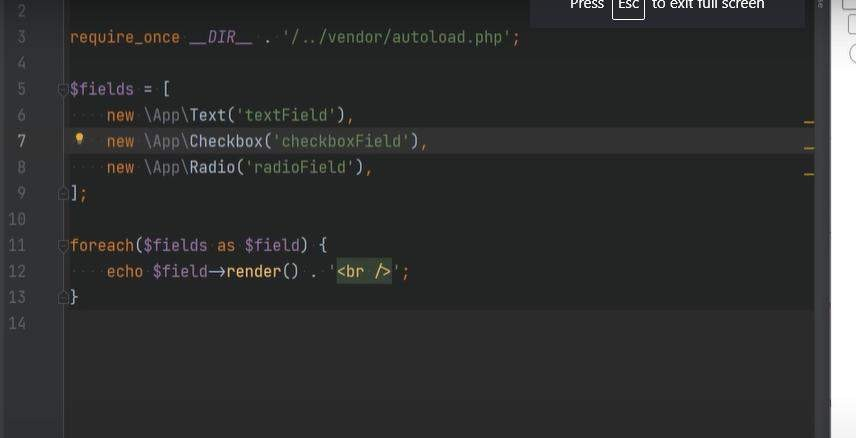 Press Esc to exit full screen
2
3 require_once __DIR__ . '/../vendor/autoload.php';
4
5 $fields = [
6 new \App\Text('textField'),
7 new \App\Checkbox('checkboxField'),
8 new \App\Radio('radioField'),
9 ];
10
11 foreach($fields as $field) {
12 echo $field→render() . '<br />';
13 }
14